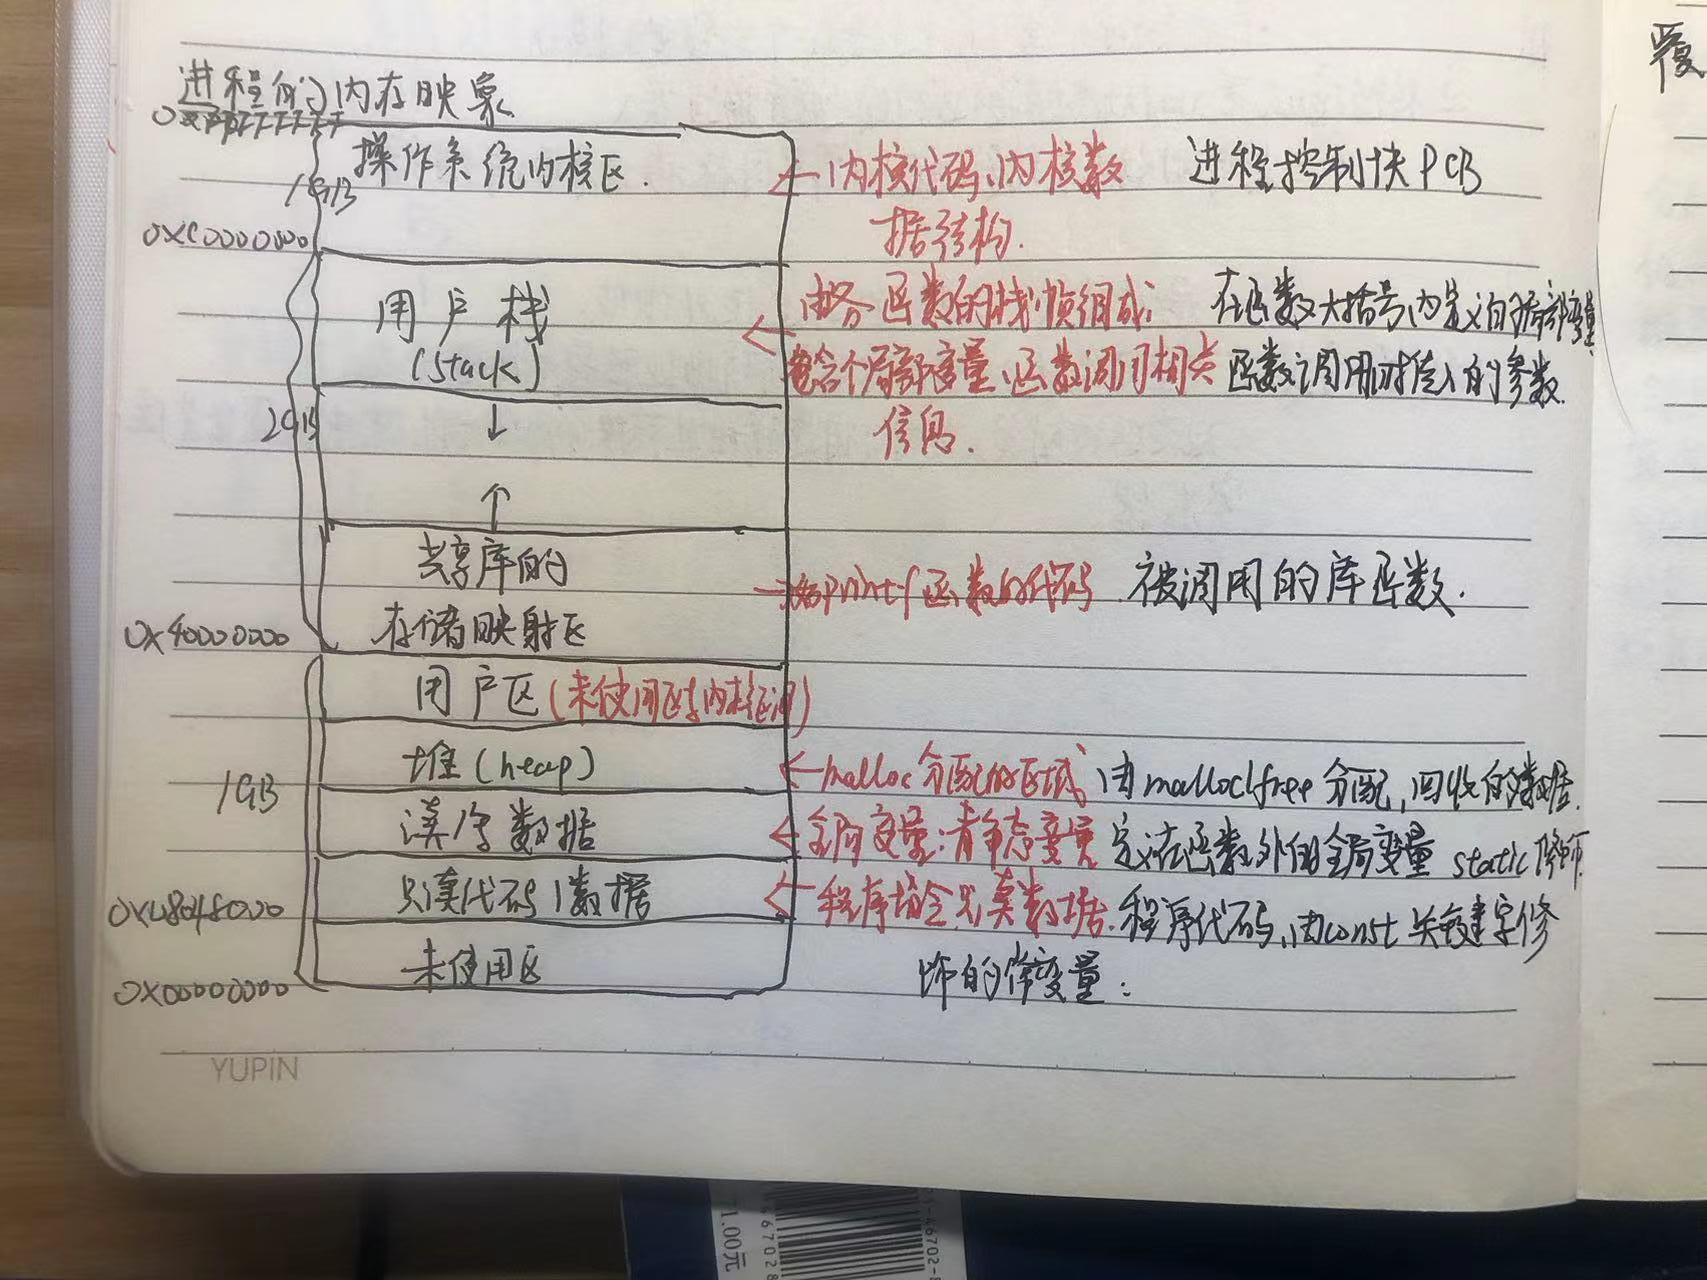 进程的内存映象
0xFFFFFFFF
操作系统内核区.
←内核代码、内核数 进程控制快PCB
1GB
据结构.
0xC0000000
由各函数的栈帧组成: 在函数大括号内定义的局部变量.
用户栈
(stack)
包含个局部变量、函数调用相关 函数调用时传入的参数.
2GB
信息.
↓
↑
共享库的
如printf函数的代码 被调用的库函数.
存储映射区
0x40000000
用户区(未使用区
堆(heap)
←malloc分配的区域 由malloc/free分配,回收的数据.
1GB
读/写数据
←全局变量:静态变量 定义在函数外的全局变量 static修饰.
只读代码/数据
←程序 只读数据. 程序代码,由const关键字修
0x08048000
未使用区
饰的常变量:
0x00000000
YUPIN
覆
1.00元